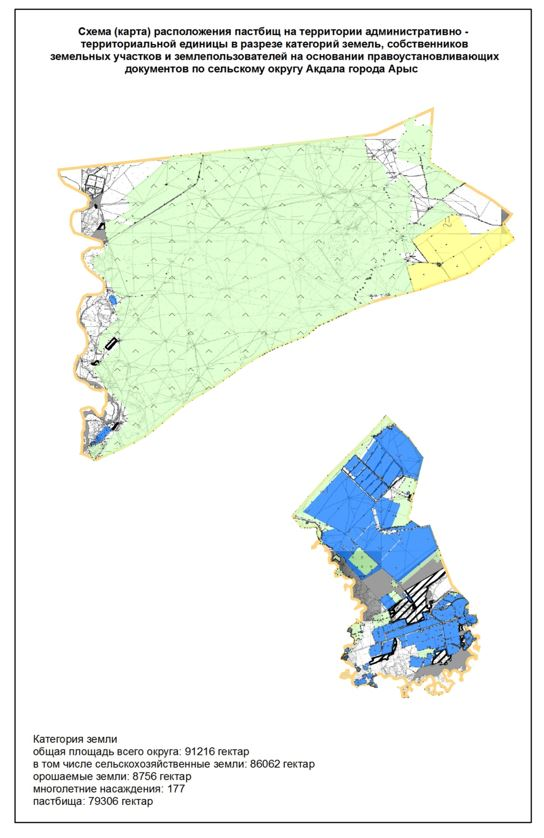 Схема (карта) расположения пастбищ на территории административно -
территориальной единицы в разрезе категорий земель, собственников
земельных участков и землепользователей на основании правоустановливающих
документов по сельскому округу Акдала города Арыс
Категория земли
общая площадь всего округа: 91216 гектар
в том числе сельскохозяйственные земли: 86062 гектар
орошаемые земли: 8756 гектар
многолетние насаждения: 177
пастбища: 79306 гектар